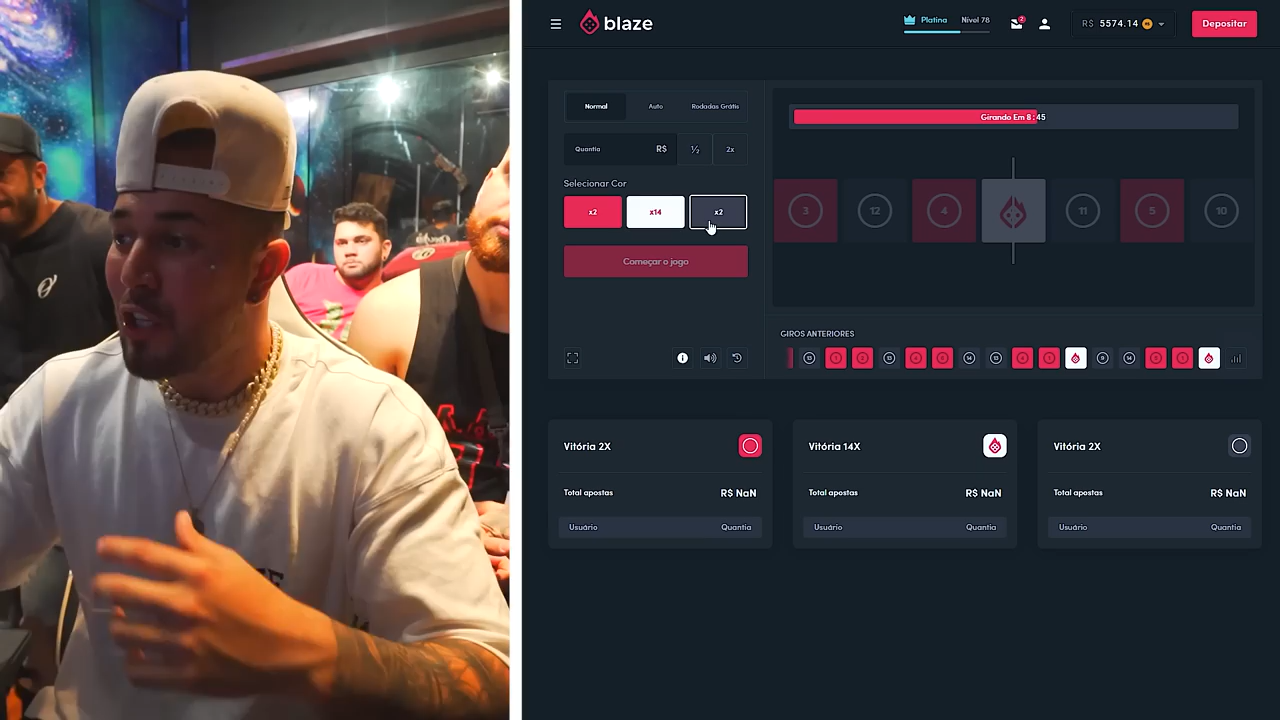 blaze
Platina
Nível 78
2
R$ 5574.14
Depositar
Normal
Auto
Rodadas Grátis
Girando Em 8:45
Quantia
R$
½
2x
Selecionar Cor
x2
x14
x2
3
12
4
11
5
10
Começar o jogo
GIROS ANTERIORES
Vitória 2X
Vitória 14X
Vitória 2X
Total apostas
R$ NaN
Total apostas
R$ NaN
Total apostas
R$ NaN
Usuário
Quantia
Usuário
Quantia
Usuário
Quantia